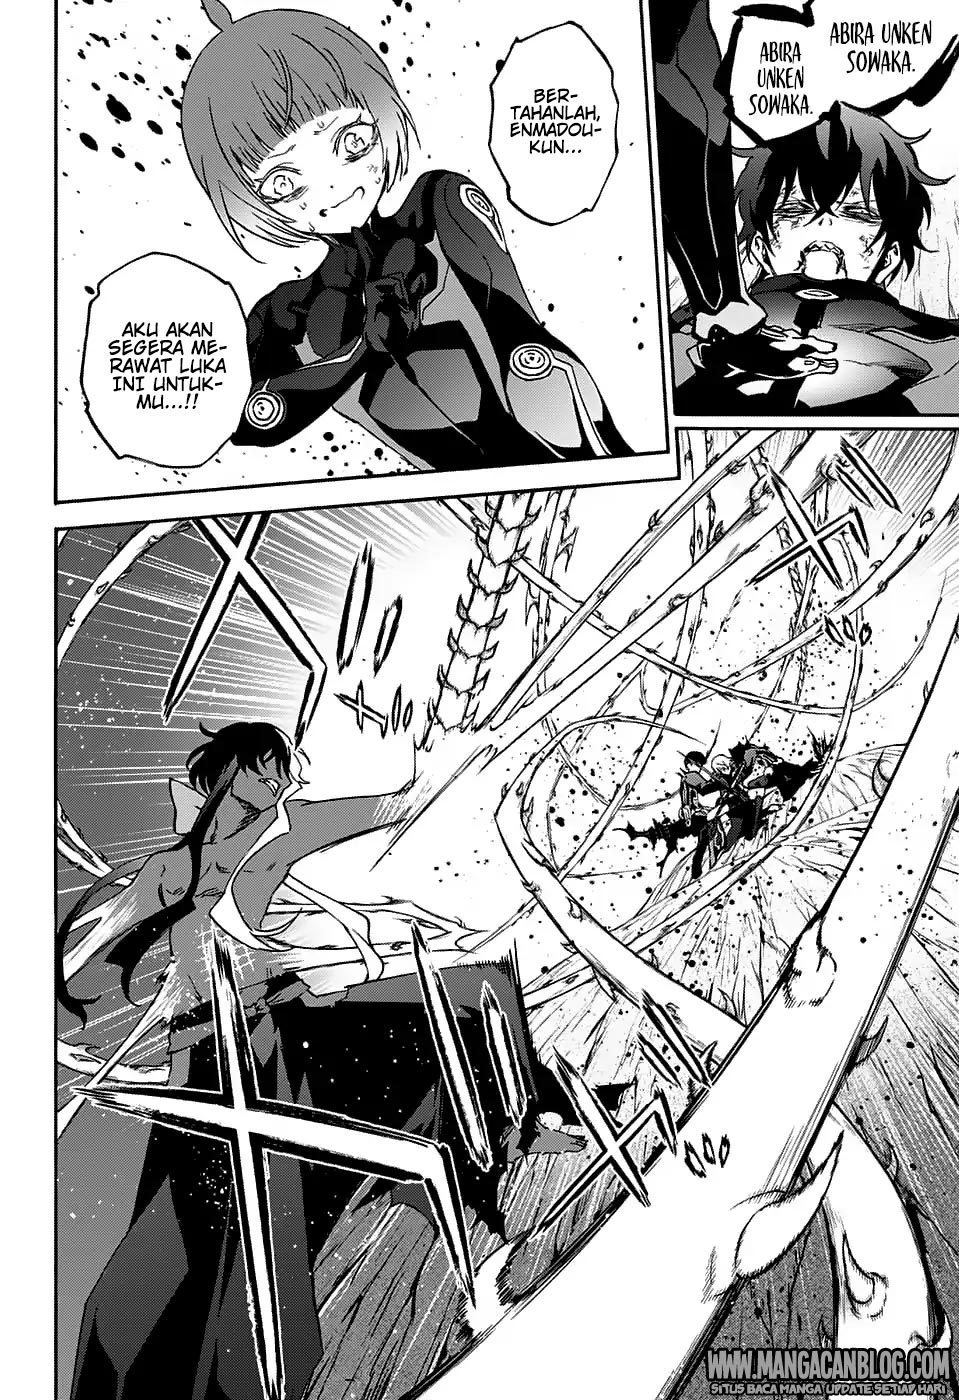 ABIRA UNKEN
SOWAKA.
ABIRA
UNKEN
SOWAKA.
BER-
TAHANLAH,
ENMADOU-
KUN...
AKU AKAN
SEGERA ME-
RAWAT LUKA
INI UNTUK-
MU...!!
WWW.MANGACANBLOG.COM
SITUS BACA MANGA UPDATE SETIAP HARI